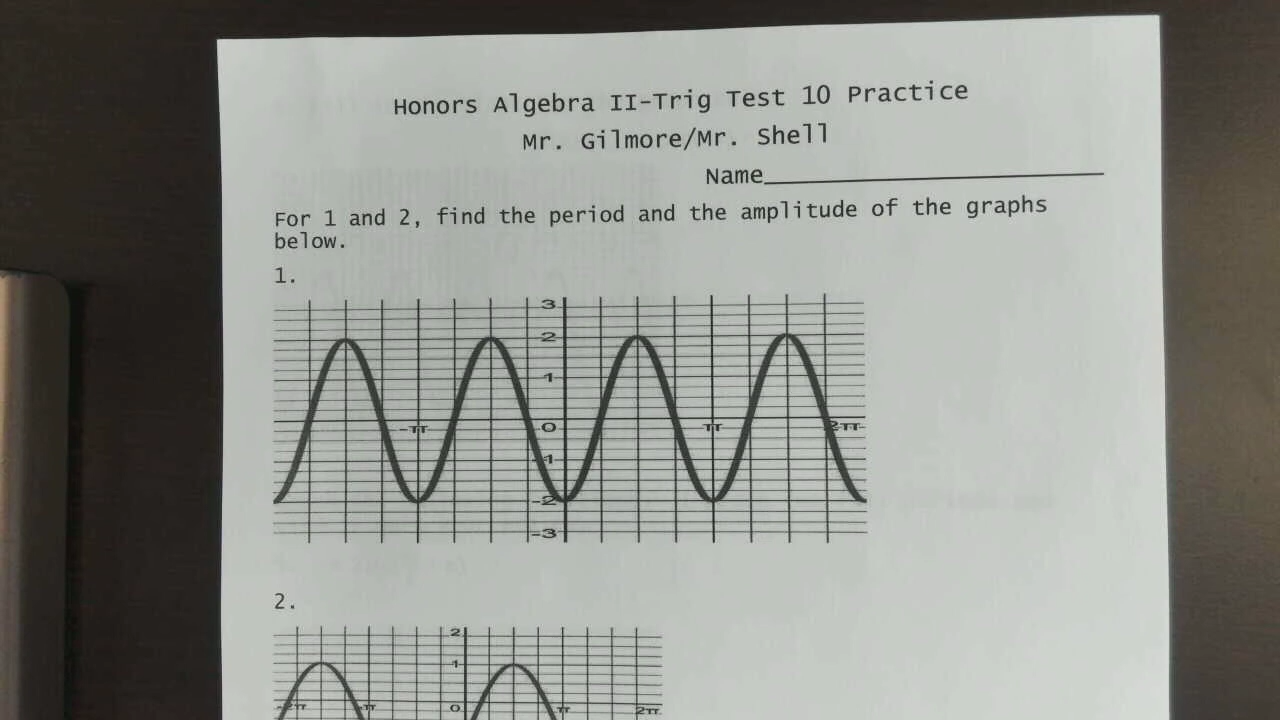 Honors Algebra II-Trig Test 10 Practice
Mr. Gilmore/Mr. Shell
Name
For 1 and 2, find the period and the amplitude of the graphs
below.
1.
3
2
1
-π 0 π 2π
-1
-2
-3
2.
2
1
-2π -π 0 π 2π